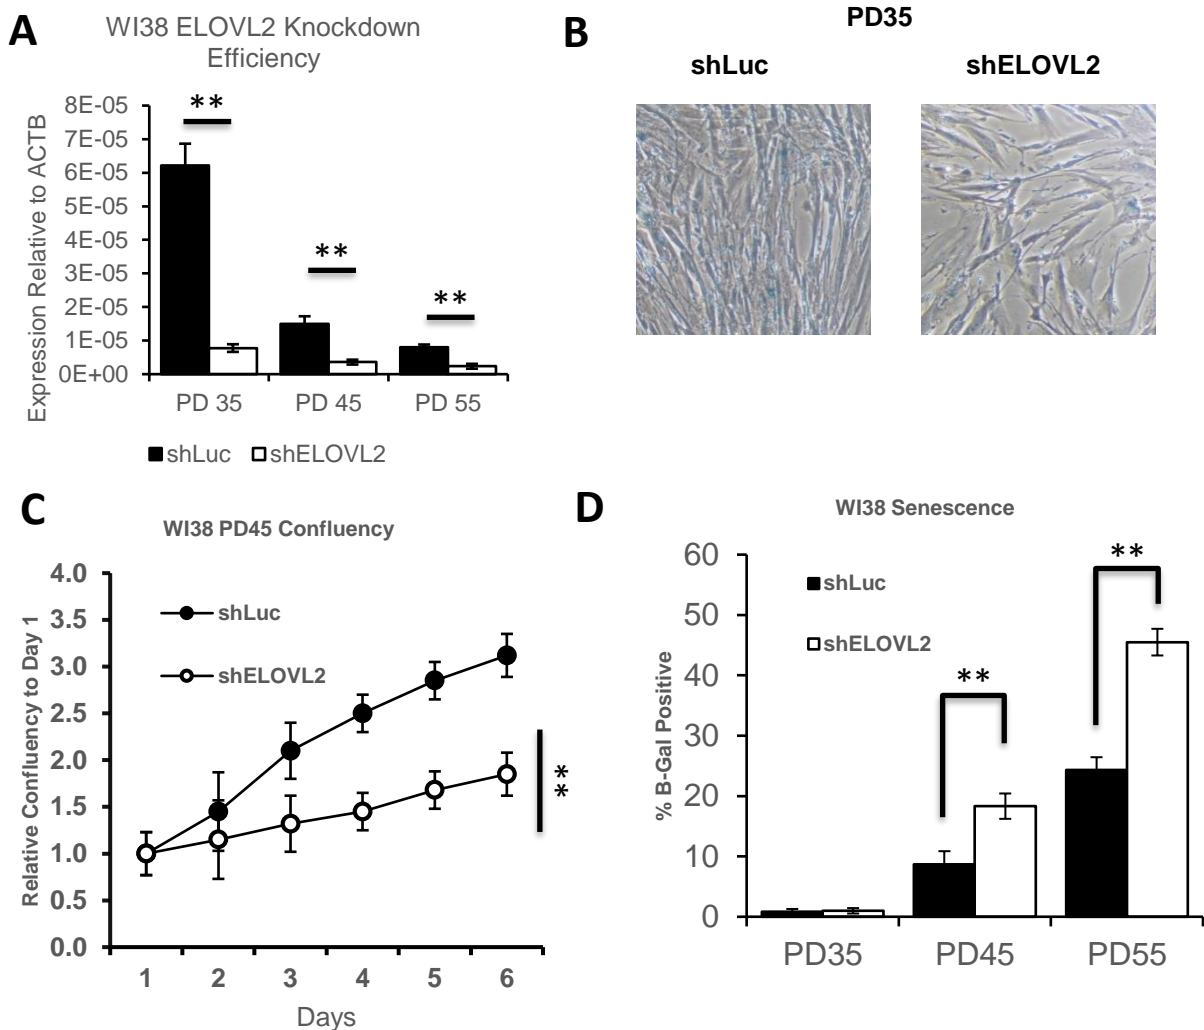 A
WI38 ELOVL2 Knockdown
Efficiency
Expression Relative to ACTB
8E-05
7E-05
6E-05
5E-05
4E-05
3E-05
2E-05
1E-05
0E+00
**
**
**
PD 35
PD 45
PD 55
shLuc
shELOVL2
B
PD35
shLuc
shELOVL2
C
WI38 PD45 Confluency
Relative Confluency to Day 1
4.0
3.5
3.0
2.5
2.0
1.5
1.0
0.5
0.0
shLuc
shELOVL2
**
1
2
3
4
5
6
Days
D
WI38 Senescence
% B-Gal Positive
60
50
40
30
20
10
0
shLuc
shELOVL2
**
**
PD35
PD45
PD55